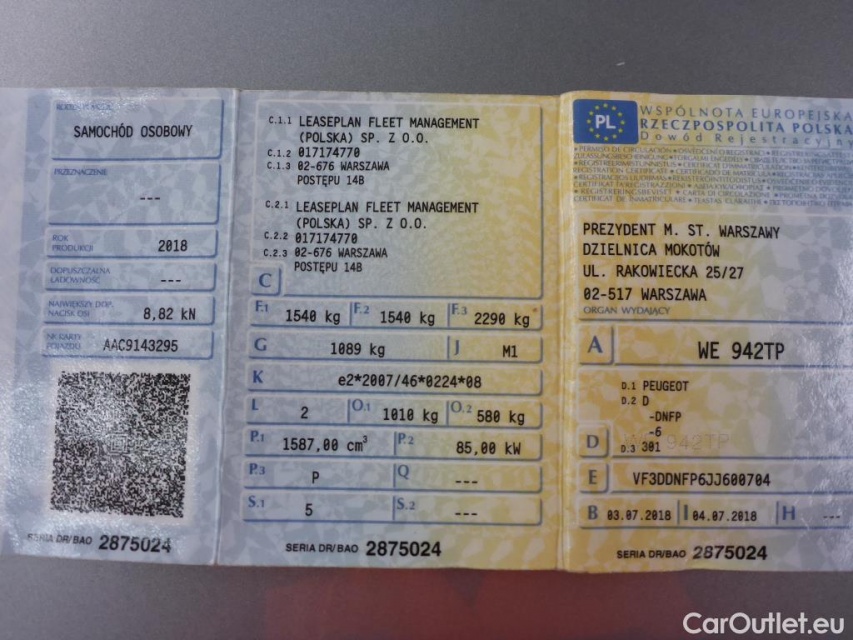 RODZAJ POJAZDU
SAMOCHÓD OSOBOWY
PRZEZNACZENIE
---
ROK
PRODUKCJI
2018
DOPUSZCZALNA
ŁADOWNOŚĆ
---
NAJWIĘKSZY DOP.
NACISK OSI
8,82 kN
NR KARTY
POJAZDU
AAC9143295
SERIA DR/BAO 2875024
C.1.1 LEASEPLAN FLEET MANAGEMENT
(POLSKA) SP. Z O.O.
C.1.2 017174770
C.1.3 02-676 WARSZAWA
POSTĘPU 14B
C.2.1 LEASEPLAN FLEET MANAGEMENT
(POLSKA) SP. Z O.O.
C.2.2 017174770
C.2.3 02-676 WARSZAWA
POSTĘPU 14B
C
F.1 1540 kg F.2 1540 kg F.3 2290 kg
G 1089 kg J M1
K e2*2007/46*0224*08
L 2 O.1 1010 kg O.2 580 kg
P.1 1587,00 cm³ P.2 85,00 kW
P.3 P Q ---
S.1 5 S.2 ---
SERIA DR/BAO 2875024
PL
WSPÓLNOTA EUROPEJSKA
RZECZPOSPOLITA POLSKA
Dowód Rejestracyjny
PREZYDENT M. ST. WARSZAWY
DZIELNICA MOKOTÓW
UL. RAKOWIECKA 25/27
02-517 WARSZAWA
ORGAN WYDAJĄCY
A WE 942TP
D.1 PEUGEOT
D.2 D
-DNFP
-6
D D.3 301
E VF3DDNFP6JJ600704
B 03.07.2018 I 04.07.2018 H ---
SERIA DR/BAO 2875024
CarOutlet.eu